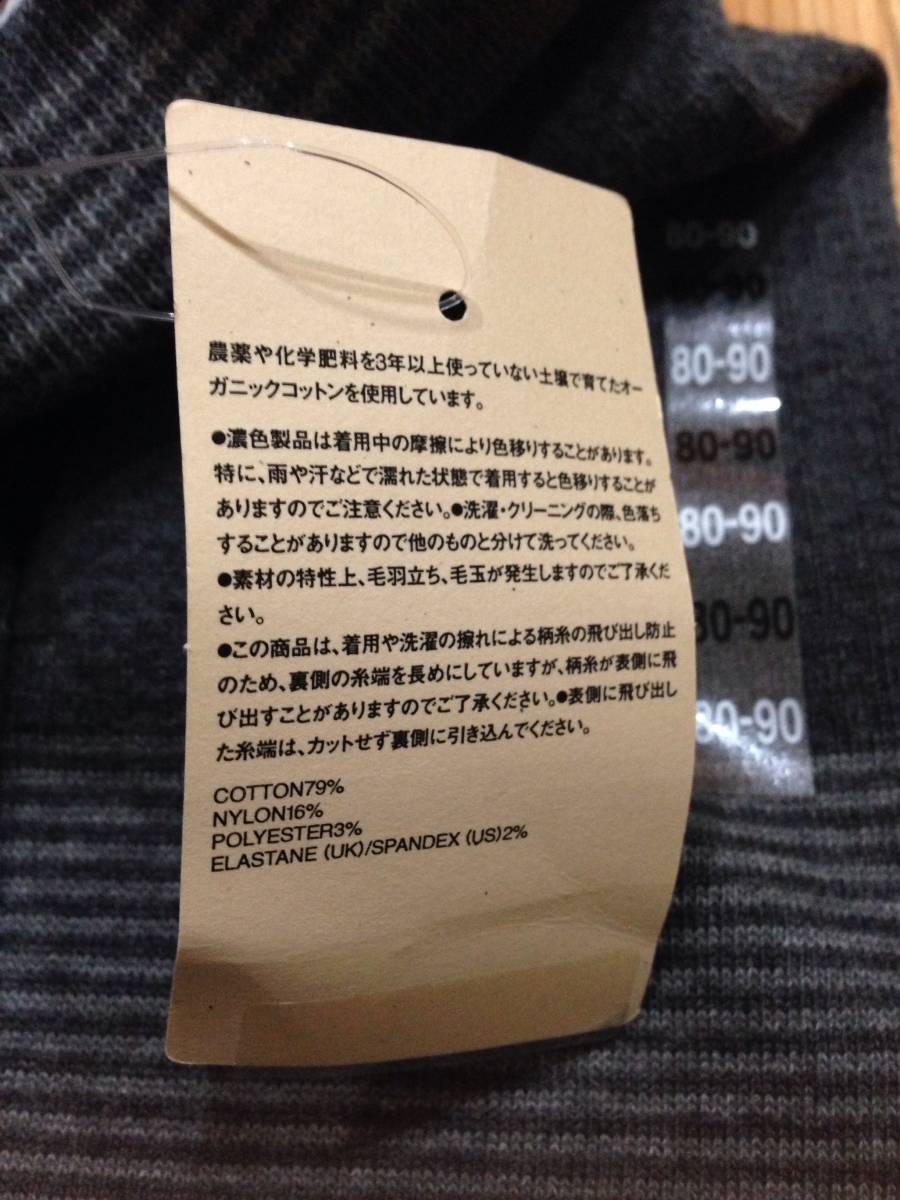 農薬や化学肥料を3年以上使っていない土壌で育てたオー
ガニックコットンを使用しています。
●濃色製品は着用中の摩擦により色移りすることがあります。
特に、雨や汗などで濡れた状態で着用すると色移りすることが
ありますのでご注意ください。●洗濯・クリーニングの際、色落ち
することがありますので他のものと分けて洗ってください。
●素材の特性上、毛羽立ち、毛玉が発生しますのでご了承くだ
さい。
●この商品は、着用や洗濯の擦れによる柄糸の飛び出し防止
のため、裏側の糸端を長めにしていますが、柄糸が表側に飛
び出すことがありますのでご了承ください。●表側に飛び出し
た糸端は、カットせず裏側に引き込んでください。
COTTON79%
NYLON16%
POLYESTER3%
ELASTANE (UK)/SPANDEX (US)2%
80-90
80-90
80-90
80-90
80-90
80-90
80-90